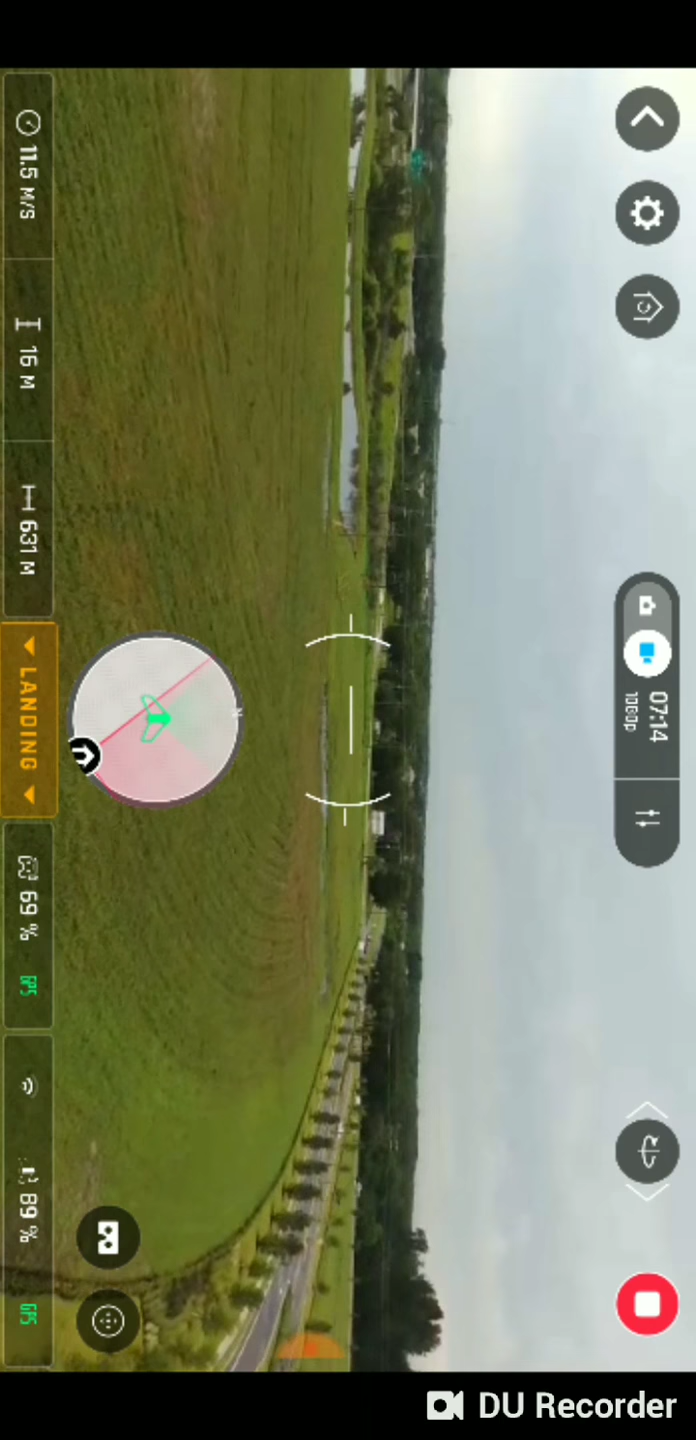 11.5 M/S
16 M
631 M
LANDING
69 %
GPS
89 %
GPS
N
07:14
1080p
DU Recorder